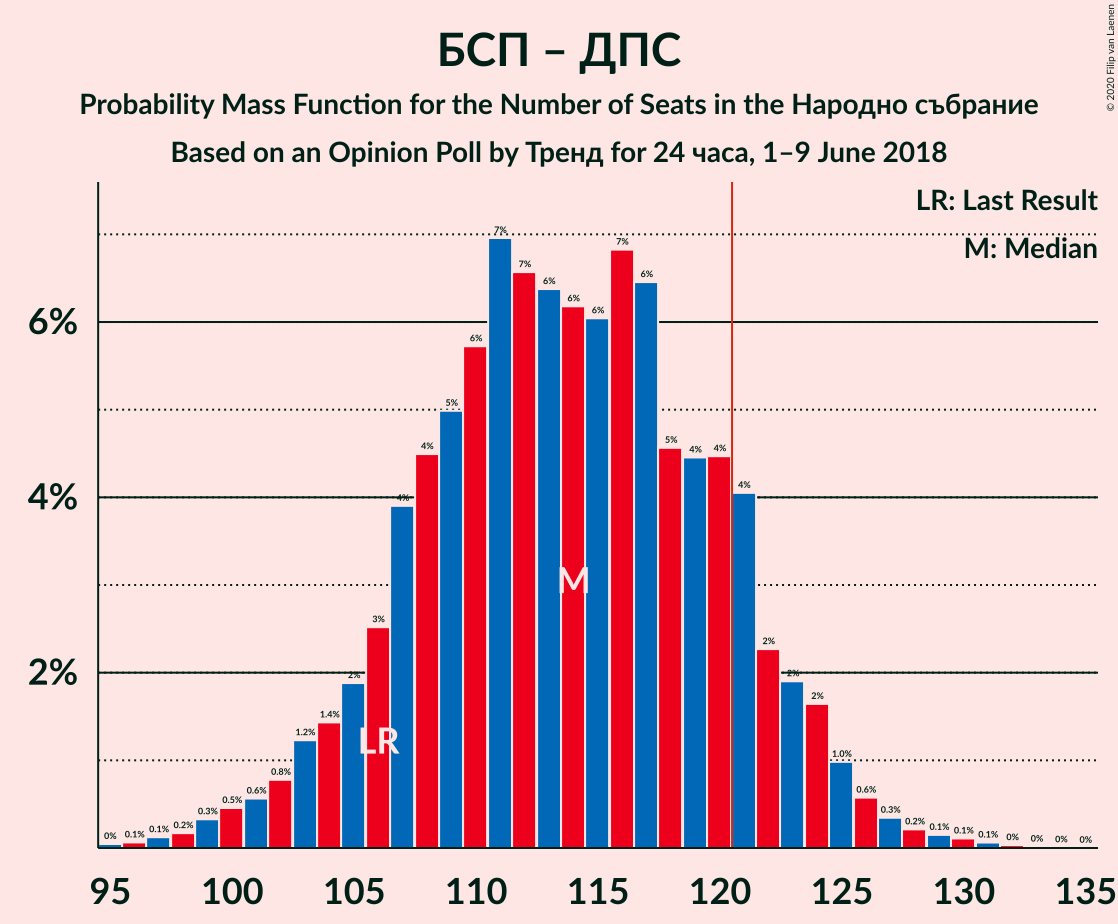 БСП – ДПС
Probability Mass Function for the Number of Seats in the Народно събрание
Based on an Opinion Poll by Тренд for 24 часа, 1–9 June 2018
© 2020 Filip van Laenen
LR: Last Result
M: Median
6%
4%
2%
0% 0.1% 0.1% 0.2% 0.3% 0.5% 0.6% 0.8% 1.2% 1.4% 2% 3% 4% 4% 5% 6% 7% 7% 6% 6% 6% 7% 6% 5% 4% 4% 4% 2% 2% 2% 1.0% 0.6% 0.3% 0.2% 0.1% 0.1% 0.1% 0% 0% 0% 0%
M
LR
95 100 105 110 115 120 125 130 135